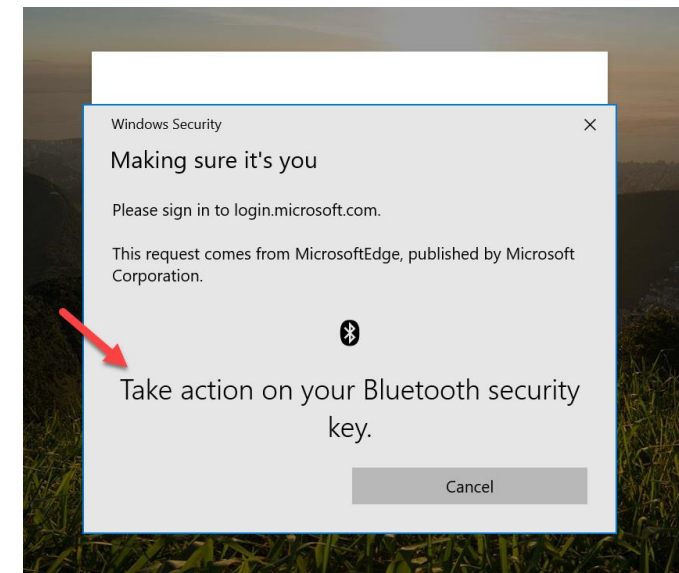 Windows Security
Making sure it's you
Please sign in to login.microsoft.com.
This request comes from MicrosoftEdge, published by Microsoft
Corporation.
Take action on your Bluetooth security
key.
Cancel